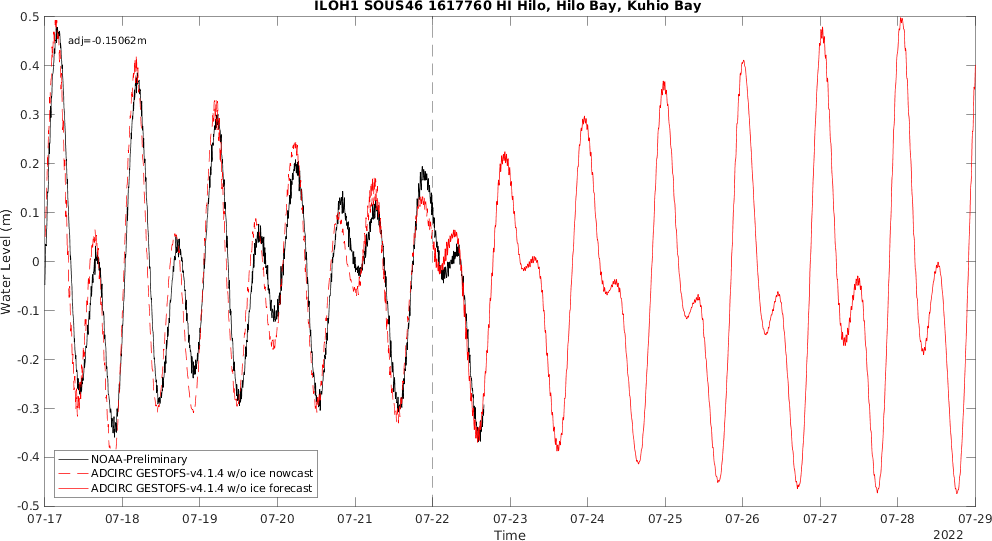 ILOH1 SOUS46 1617760 HI Hilo, Hilo Bay, Kuhio Bay
adj=-0.15062m
0.5
0.4
0.3
0.2
0.1
0
-0.1
-0.2
-0.3
-0.4
-0.5
Water Level (m)
NOAA-Preliminary
ADCIRC GESTOFS-v4.1.4 w/o ice nowcast
ADCIRC GESTOFS-v4.1.4 w/o ice forecast
07-17 07-18 07-19 07-20 07-21 07-22 07-23 07-24 07-25 07-26 07-27 07-28 07-29
Time
2022